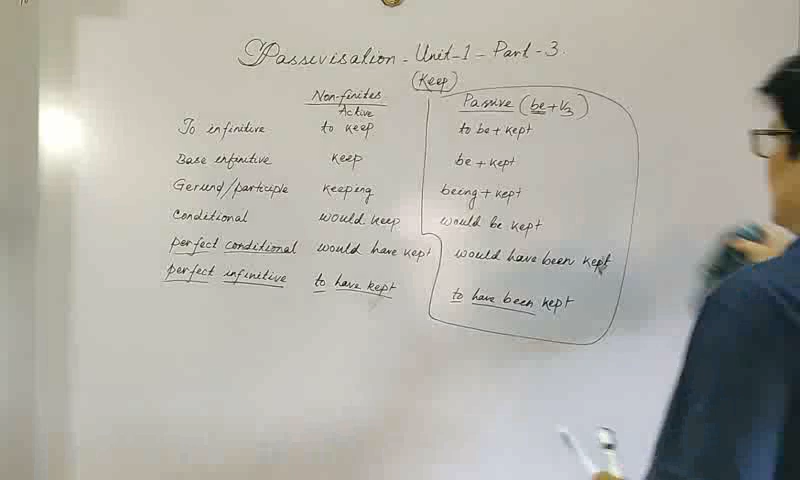 Passivisation - Unit-1 - Part-3.
(Keep)
Non-finites Passive (be + V3)
Active
To infinitive to keep to be + kept
Base infinitive keep be + kept
Gerund/participle keeping being + kept
Conditional would keep would be kept
perfect conditional would have kept would have been kept
perfect infinitive to have kept to have been kept